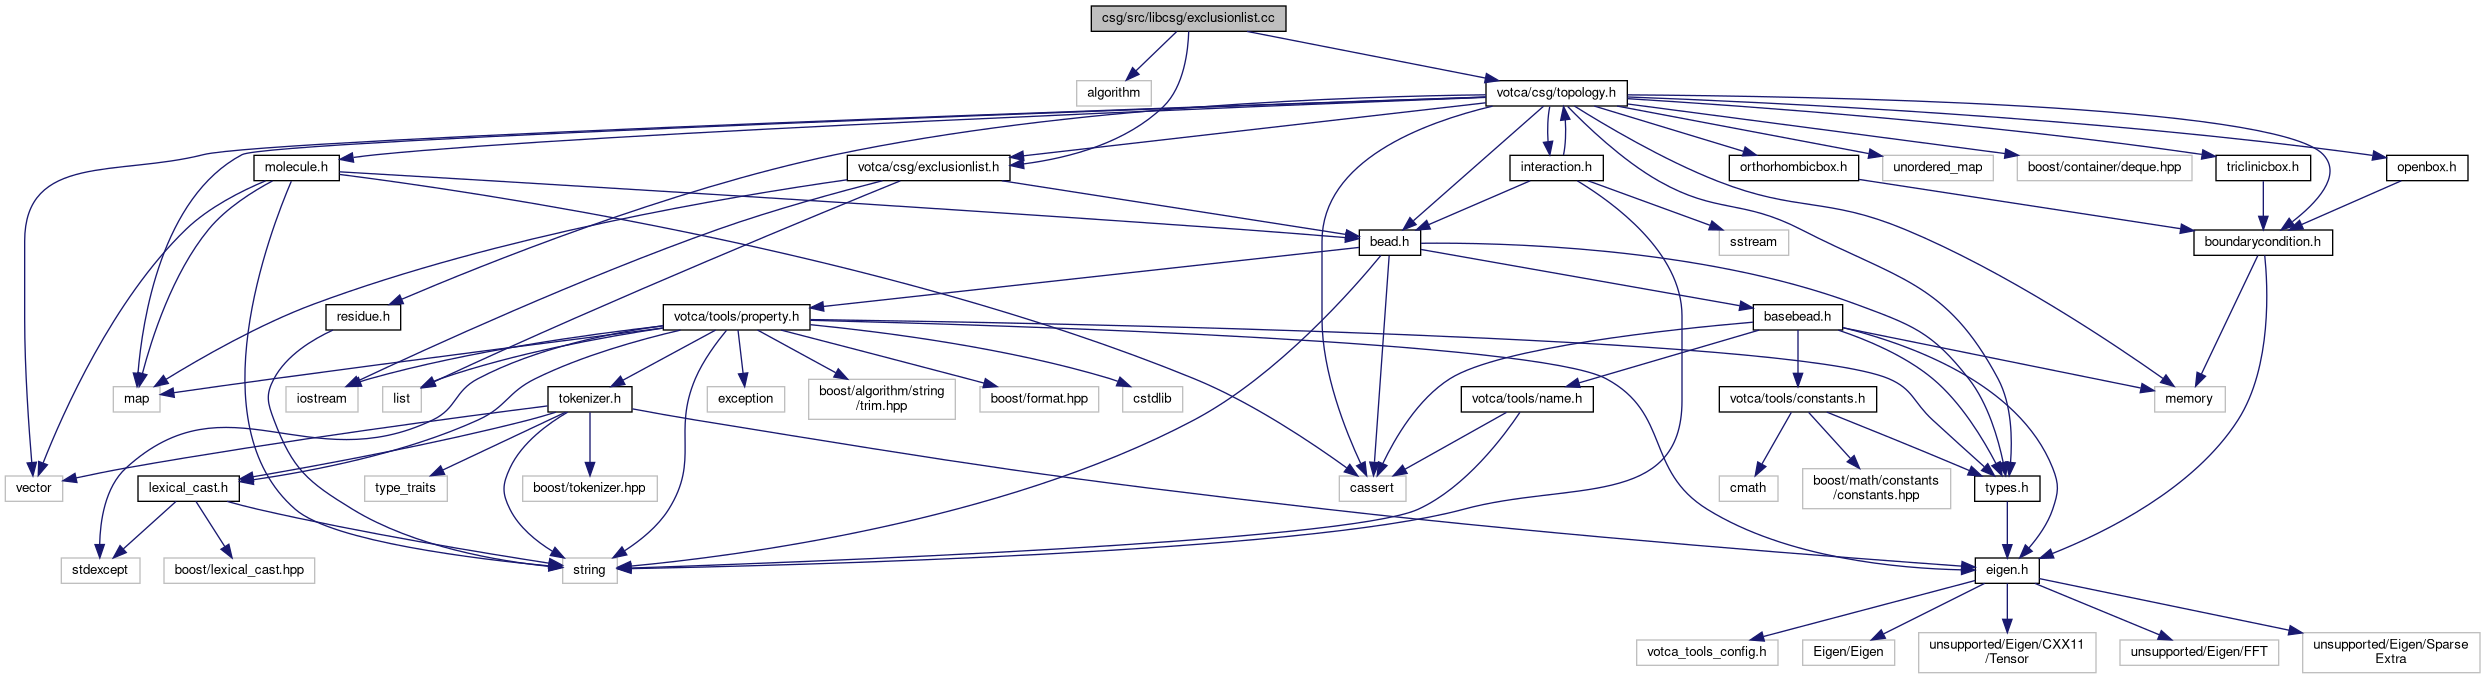 csg/src/libcsg/exclusionlist.cc
algorithm
votca/csg/topology.h
molecule.h
votca/csg/exclusionlist.h
interaction.h
orthorhombicbox.h
unordered_map
boost/container/deque.hpp
triclinicbox.h
openbox.h
bead.h
sstream
boundarycondition.h
residue.h
votca/tools/property.h
basebead.h
map
iostream
list
tokenizer.h
exception
boost/algorithm/string
/trim.hpp
boost/format.hpp
cstdlib
votca/tools/name.h
votca/tools/constants.h
memory
vector
lexical_cast.h
type_traits
boost/tokenizer.hpp
cassert
cmath
boost/math/constants
/constants.hpp
types.h
stdexcept
boost/lexical_cast.hpp
string
eigen.h
votca_tools_config.h
Eigen/Eigen
unsupported/Eigen/CXX11
/Tensor
unsupported/Eigen/FFT
unsupported/Eigen/Sparse
Extra